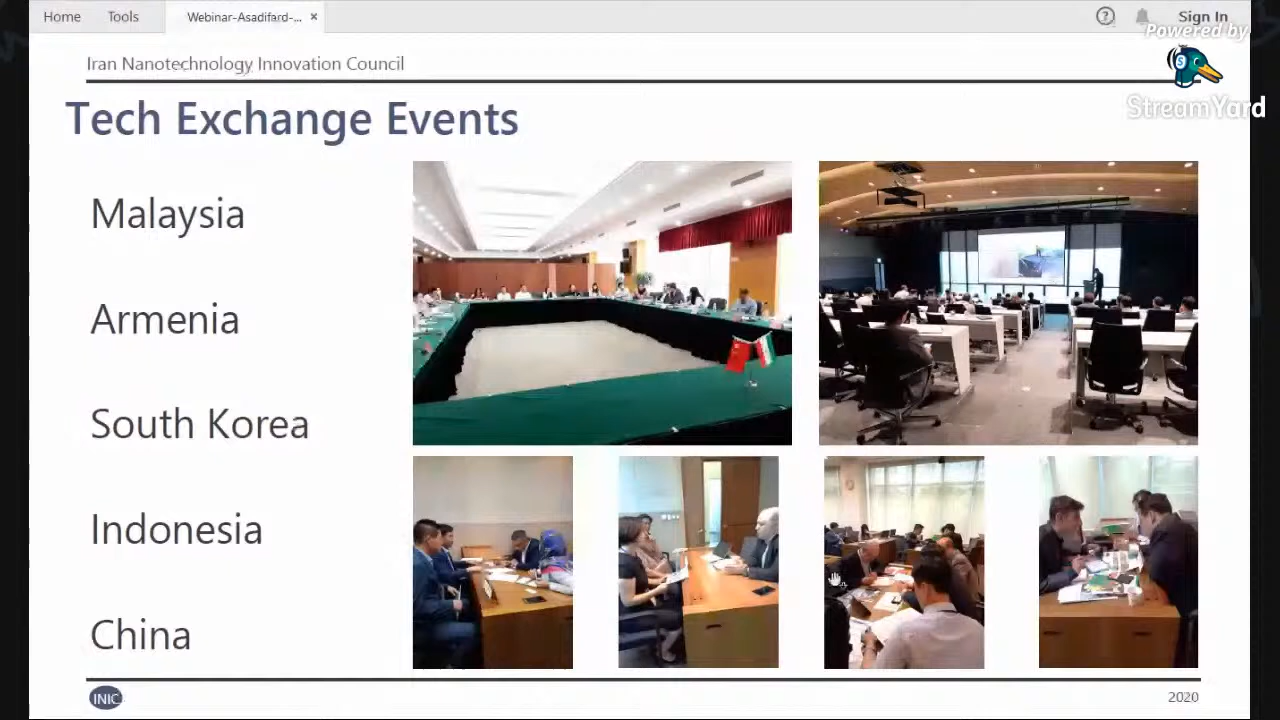 Home Tools Webinar-Asadifard-... ×
? Sign In
Powered by
S
StreamYard
Iran Nanotechnology Innovation Council
Tech Exchange Events
Malaysia
Armenia
South Korea
Indonesia
China
INIC
2020